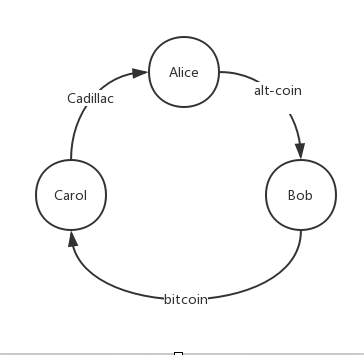 Alice
Cadillac
alt-coin
Carol
Bob
bitcoin